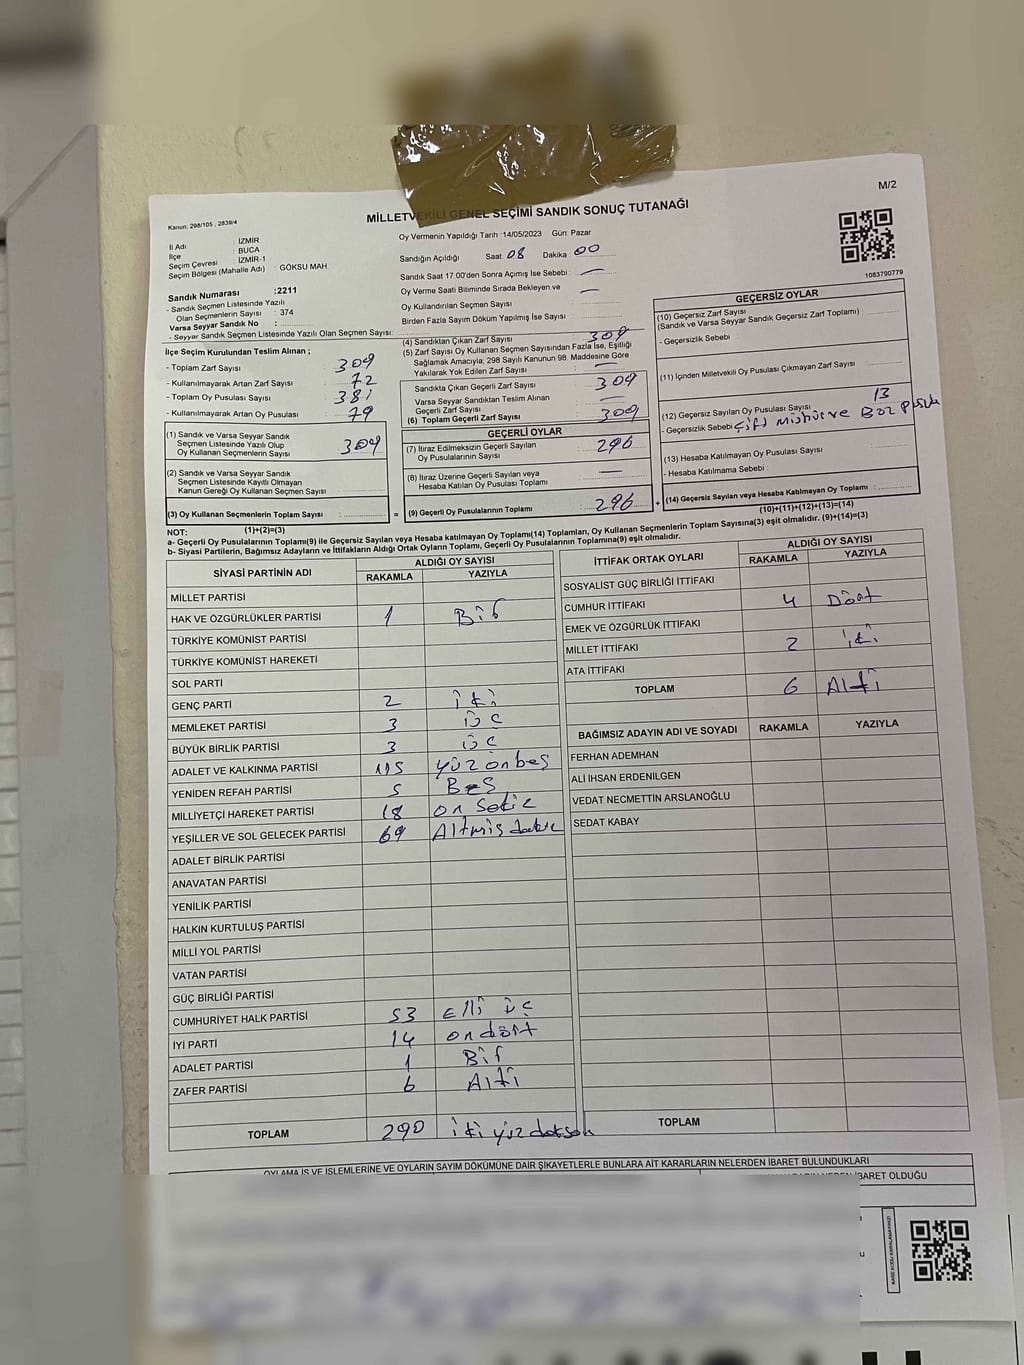 M/2
Kanun: 298/105 , 2839/4
MİLLETVEKİLİ GENEL SEÇİMİ SANDIK SONUÇ TUTANAĞI
İl Adı : İZMİR
İlçe : BUCA
Seçim Çevresi : İZMİR-1
Seçim Bölgesi (Mahalle Adı) : GÖKSU MAH
Sandık Numarası :2211
- Sandık Seçmen Listesinde Yazılı
Olan Seçmenlerin Sayısı : 374
Varsa Seyyar Sandık No :
- Seyyar Sandık Seçmen Listesinde Yazılı Olan Seçmen Sayısı:
Oy Vermenin Yapıldığı Tarih :14/05/2023 Gün: Pazar
Sandığın Açıldığı Saat: 08 Dakika: 00
Sandık Saat 17:00'den Sonra Açımış İse Sebebi : —
Oy Verme Saati Bitiminde Sırada Bekleyen ve —
Oy Kullandırılan Seçmen Sayısı
Birden Fazla Sayım Döküm Yapılmış İse Sayısı :
1083790779
İlçe Seçim Kurulundan Teslim Alınan ;
- Toplam Zarf Sayısı
- Kullanılmayarak Artan Zarf Sayısı 72
- Toplam Oy Pusulası Sayısı 381
- Kullanılmayarak Artan Oy Pusulası
(1) Sandık ve Varsa Seyyar Sandık
Seçmen Listesinde Yazılı Olup
Oy Kullanan Seçmenlerin Sayısı 309
(2) Sandık ve Varsa Seyyar Sandık
Seçmen Listesinde Kayıtlı Olmayan
Kanun Gereği Oy Kullanan Seçmen Sayısı
(3) Oy Kullanan Seçmenlerin Toplam Sayısı :
(4) Sandıktan Çıkan Zarf Sayısı 309
(5) Zarf Sayısı Oy Kullanan Seçmen Sayısından Fazla İse, Eşitliği
Sağlamak Amacıyla, 298 Sayılı Kanunun 98. Maddesine Göre
Yakılarak Yok Edilen Zarf Sayısı —
Sandıkta Çıkan Geçerli Zarf Sayısı 309
Varsa Seyyar Sandıktan Teslim Alınan
Geçerli Zarf Sayısı
(6) Toplam Geçerli Zarf Sayısı 309
GEÇERLİ OYLAR
(7) İtiraz Edilmeksizin Geçerli Sayılan
Oy Pusulalarının Sayısı 296
(8) İtiraz Üzerine Geçerli Sayılan veya
Hesaba Katılan Oy Pusulası Toplamı —
= (9) Geçerli Oy Pusulalarının Toplamı 296 +
GEÇERSİZ OYLAR
(10) Geçersiz Zarf Sayısı
(Sandık ve Varsa Seyyar Sandık Geçersiz Zarf Toplamı) :
- Geçersizlik Sebebi :
(11) İçinden Milletvekili Oy Pusulası Çıkmayan Zarf Sayısı
(12) Geçersiz Sayılan Oy Pusulası Sayısı 13
- Geçersizlik Sebebi çift mühür ve Boz Pusula
(13) Hesaba Katılmayan Oy Pusulası Sayısı
- Hesaba Katılmama Sebebi :
(14) Geçersiz Sayılan veya Hesaba Katılmayan Oy Toplamı :
NOT: (1)+(2)=(3) (10)+(11)+(12)+(13)=(14)
a- Geçerli Oy Pusulalarının Toplamı(9) ile Geçersiz Sayılan veya Hesaba katılmayan Oy Toplamı(14) Toplamları, Oy Kullanan Seçmenlerin Toplam Sayısına(3) eşit olmalıdır. (9)+(14)=(3)
b- Siyasi Partilerin, Bağımsız Adayların ve İttifakların Aldığı Ortak Oyların Toplamı, Geçerli Oy Pusulalarının Toplamına(9) eşit olmalıdır.
SİYASİ PARTİNİN ADI ALDIĞI OY SAYISI
RAKAMLA YAZIYLA
MİLLET PARTİSİ
HAK VE ÖZGÜRLÜKLER PARTİSİ 1 Bir
TÜRKİYE KOMÜNİST PARTİSİ
TÜRKİYE KOMÜNİST HAREKETİ
SOL PARTİ
GENÇ PARTİ 2 iki
MEMLEKET PARTİSİ 3 üç
BÜYÜK BİRLİK PARTİSİ 3 üç
ADALET VE KALKINMA PARTİSİ 115 yüz onbeş
YENİDEN REFAH PARTİSİ 5 Beş
MİLLİYETÇİ HAREKET PARTİSİ 18 on sekiz
YEŞİLLER VE SOL GELECEK PARTİSİ 69 Altmış dokuz
ADALET BİRLİK PARTİSİ
ANAVATAN PARTİSİ
YENİLİK PARTİSİ
HALKIN KURTULUŞ PARTİSİ
MİLLİ YOL PARTİSİ
VATAN PARTİSİ
GÜÇ BİRLİĞİ PARTİSİ
CUMHURİYET HALK PARTİSİ 53 elli üç
İYİ PARTİ 14 on dört
ADALET PARTİSİ 1 Bir
ZAFER PARTİSİ 6 Altı
TOPLAM 290 iki yüz doksan
İTTİFAK ORTAK OYLARI ALDIĞI OY SAYISI
RAKAMLA YAZIYLA
SOSYALİST GÜÇ BİRLİĞİ İTTİFAKI
CUMHUR İTTİFAKI 4 Dört
EMEK VE ÖZGÜRLÜK İTTİFAKI
MİLLET İTTİFAKI 2 iki
ATA İTTİFAKI
TOPLAM 6 Altı
BAĞIMSIZ ADAYIN ADI VE SOYADI RAKAMLA YAZIYLA
FERHAN ADEMHAN
ALİ İHSAN ERDENİLGEN
VEDAT NECMETTİN ARSLANOĞLU
SEDAT KABAY
TOPLAM
OYLAMA İŞ VE İŞLEMLERİNE VE OYLARIN SAYIM DÖKÜMÜNE DAİR ŞİKAYETLERLE BUNLARA AİT KARARLARIN NELERDEN İBARET BULUNDUKLARI
İBARET OLDUĞU